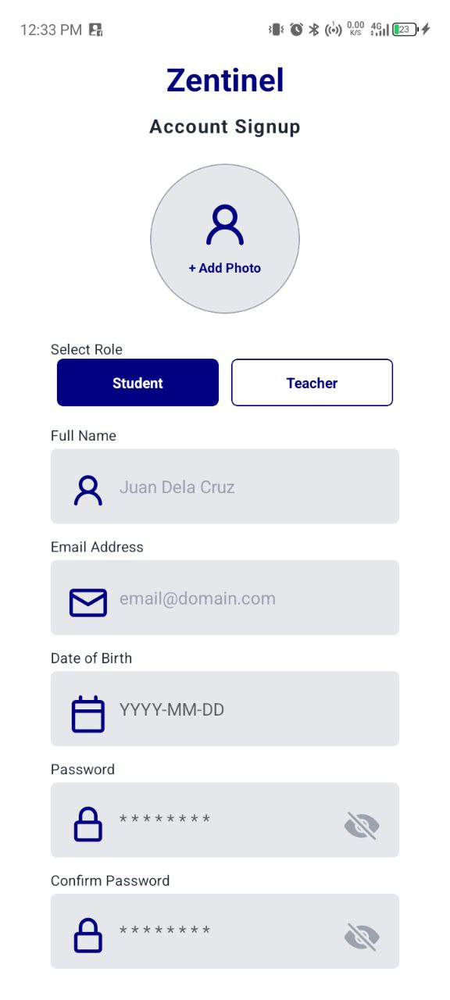 12:33 PM 1 0.00 K/S 4G 23
Zentinel
Account Signup
+ Add Photo
Select Role
Student Teacher
Full Name
Juan Dela Cruz
Email Address
email@domain.com
Date of Birth
YYYY-MM-DD
Password
* * * * * * * *
Confirm Password
* * * * * * * *